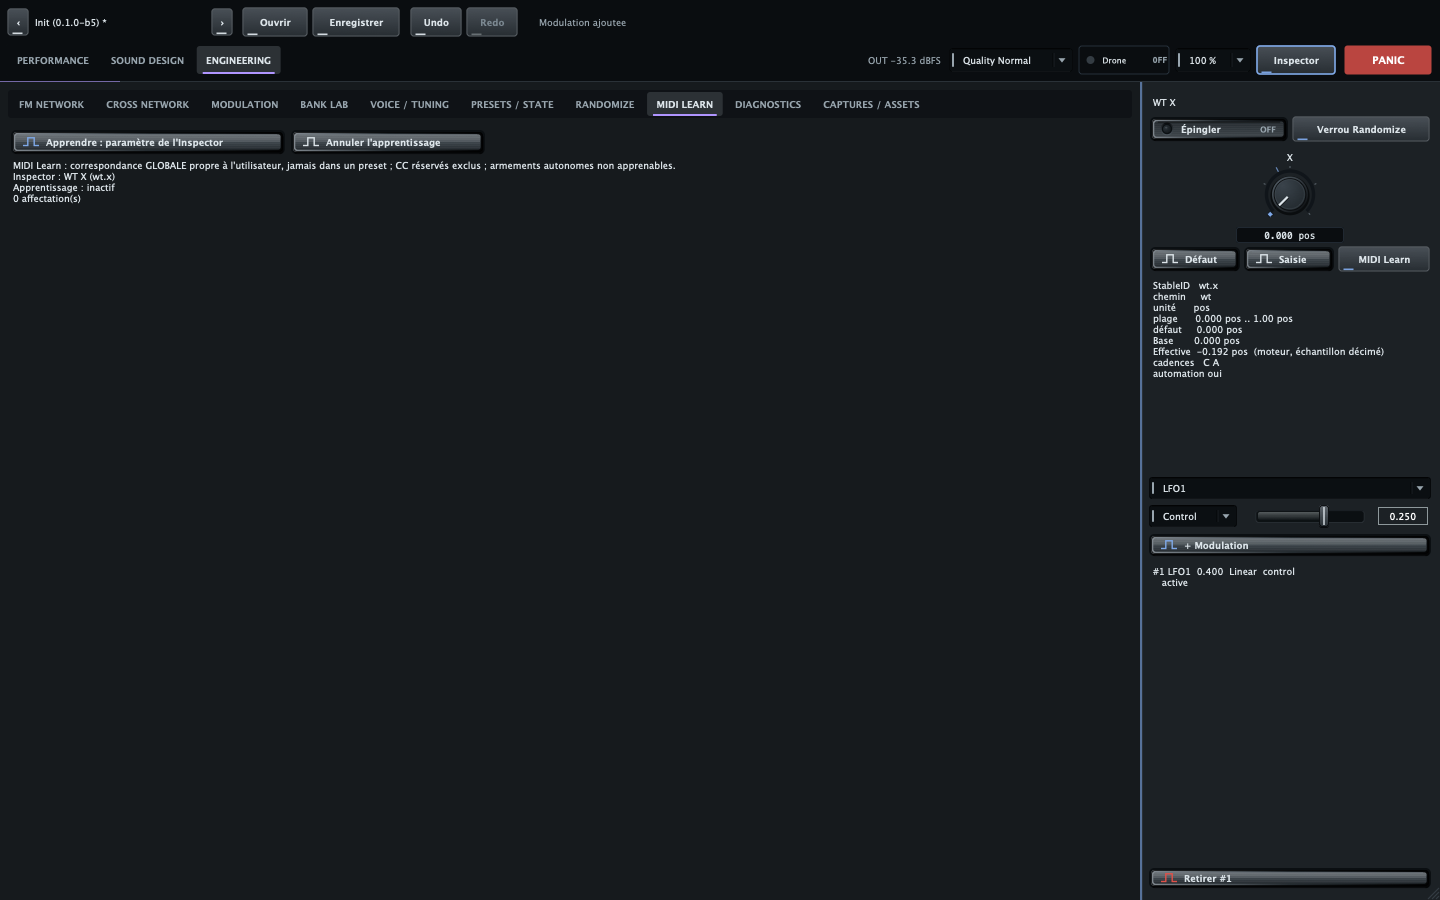 ‹ Init (0.1.0-b5) * › Ouvrir Enregistrer Undo Redo Modulation ajoutee
PERFORMANCE SOUND DESIGN ENGINEERING OUT -35.3 dBFS Quality Normal Drone OFF 100 % Inspector PANIC
FM NETWORK CROSS NETWORK MODULATION BANK LAB VOICE / TUNING PRESETS / STATE RANDOMIZE MIDI LEARN DIAGNOSTICS CAPTURES / ASSETS
Apprendre : paramètre de l'Inspector Annuler l'apprentissage
MIDI Learn : correspondance GLOBALE propre à l'utilisateur, jamais dans un preset ; CC réservés exclus ; armements autonomes non apprenables.
Inspector : WT X (wt.x)
Apprentissage : inactif
0 affectation(s)
WT X
Épingler OFF Verrou Randomize
X
0.000 pos
Défaut Saisie MIDI Learn
StableID wt.x
chemin wt
unité pos
plage 0.000 pos .. 1.00 pos
défaut 0.000 pos
Base 0.000 pos
Effective -0.192 pos (moteur, échantillon décimé)
cadences C A
automation oui
LFO1
Control 0.250
+ Modulation
#1 LFO1 0.400 Linear control
active
Retirer #1